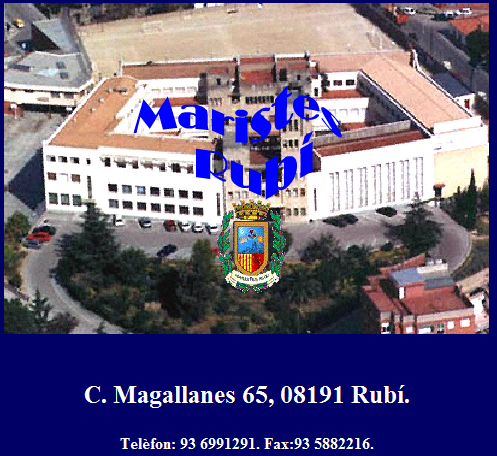 Maristes
Rubí
C. Magallanes 65, 08191 Rubí.
Telèfon: 93 6991291. Fax:93 5882216.